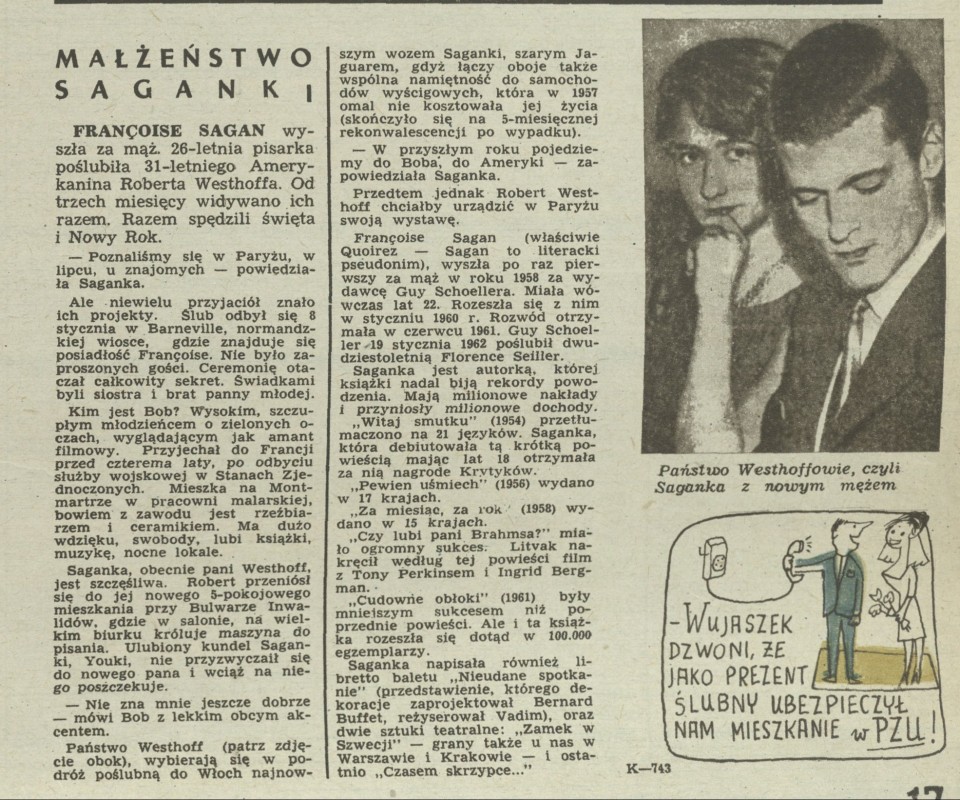 MAŁŻEŃSTWO
SAGANKI
FRANÇOISE SAGAN wy-
szła za mąż. 26-letnia pisarka
poślubiła 31-letniego Amery-
kanina Roberta Westhoffa. Od
trzech miesięcy widywano ich
razem. Razem spędzili święta
i Nowy Rok.
— Poznaliśmy się w Paryżu, w
lipcu, u znajomych — powiedzia-
ła Saganka.
Ale niewielu przyjaciół znało
ich projekty. Ślub odbył się 8
stycznia w Barneville, normandz-
kiej wiosce, gdzie znajduje się
posiadłość Françoise. Nie było za-
proszonych gości. Ceremonię ota-
czał całkowity sekret. Świadkami
byli siostra i brat panny młodej.
Kim jest Bob? Wysokim, szczu-
płym młodzieńcem o zielonych o-
czach, wyglądającym jak amant
filmowy. Przyjechał do Francji
przed czterema laty, po odbyciu
służby wojskowej w Stanach Zje-
dnoczonych. Mieszka na Mont-
martrze w pracowni malarskiej,
bowiem z zawodu jest rzeźbia-
rzem i ceramikiem. Ma dużo
wdzięku, swobody, lubi książki,
muzykę, nocne lokale.
Saganka, obecnie pani Westhoff,
jest szczęśliwa. Robert przeniósł
się do jej nowego 5-pokojowego
mieszkania przy Bulwarze Inwa-
lidów, gdzie w salonie, na wiel-
kim biurku króluje maszyna do
pisania. Ulubiony kundel Sagan-
ki, Youki, nie przyzwyczaił się
do nowego pana i wciąż na nie-
go poszczekuje.
— Nie zna mnie jeszcze dobrze
— mówi Bob z lekkim obcym ak-
centem.
Państwo Westhoff (patrz zdję-
cie obok), wybierają się w po-
dróż poślubną do Włoch najnow-
szym wozem Saganki, szarym Ja-
guarem, gdyż łączy oboje także
wspólna namiętność do samocho-
dów wyścigowych, która w 1957
omal nie kosztowała jej życia
(skończyło się na 5-miesięcznej
rekonwalescencji po wypadku).
— W przyszłym roku pojedzie-
my do Boba, do Ameryki — za-
powiedziała Saganka.
Przedtem jednak Robert West-
hoff chciałby urządzić w Paryżu
swoją wystawę.
Françoise Sagan (właściwie
Quoirez — Sagan to literacki
pseudonim), wyszła po raz pier-
wszy za mąż w roku 1958 za wy-
dawcę Guy Schoellera. Miała wó-
wczas lat 22. Rozeszła się z nim
w styczniu 1960 r. Rozwód otrzy-
mała w czerwcu 1961. Guy Schoel-
ler 19 stycznia 1962 poślubił dwu-
dziestoletnią Florence Seiller.
Saganka jest autorką, której
książki nadal biją rekordy powo-
dzenia. Mają milionowe nakłady
i przyniosły milionowe dochody.
„Witaj smutku” (1954) przetłu-
maczono na 21 języków. Saganka,
która debiutowała tą krótką po-
wieścią mając lat 18 otrzymała
za nią nagrode Krytyków.
„Pewien uśmiech” (1956) wydano
w 17 krajach.
„Za miesiąc, za rok” (1958) wy-
dano w 15 krajach.
„Czy lubi pani Brahmsa?” mia-
ło ogromny sukces. Litvak na-
kręcił według tej powieści film
z Tony Perkinsem i Ingrid Berg-
man.
„Cudowne obłoki” (1961) były
mniejszym sukcesem niż po-
przednie powieści. Ale i ta książ-
ka rozeszła się dotąd w 100.000
egzemplarzy.
Saganka napisała również li-
bretto baletu „Nieudane spotka-
nie” (przedstawienie, którego de-
koracje zaprojektował Bernard
Buffet, reżyserował Vadim), oraz
dwie sztuki teatralne: „Zamek w
Szwecji” — grany także u nas w
Warszawie i Krakowie — i osta-
tnio „Czasem skrzypce...”
Państwo Westhoffowie, czyli
Saganka z nowym mężem
-WUJASZEK
DZWONI, ŻE
JAKO PREZENT
ŚLUBNY UBEZPIECZYŁ
NAM MIESZKANIE w PZU!
K—743
17